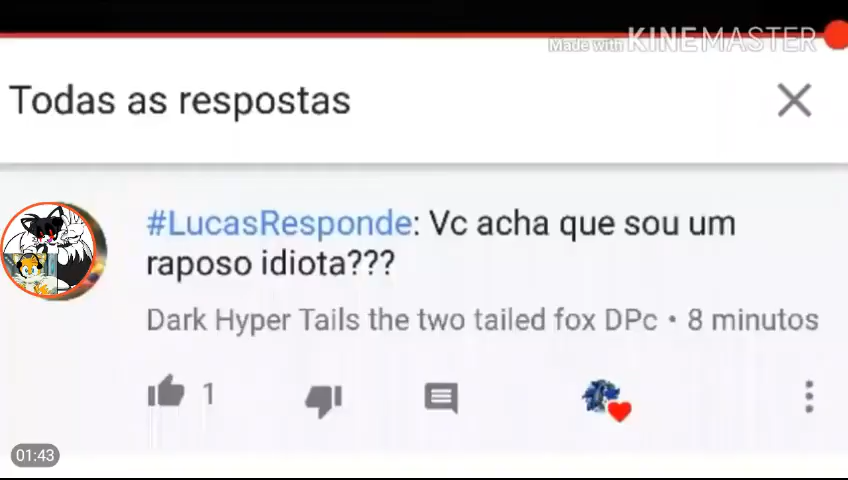 Made with KINEMASTER
Todas as respostas
#LucasResponde: Vc acha que sou um
raposo idiota???
Dark Hyper Tails the two tailed fox DPc • 8 minutos
1
01:43